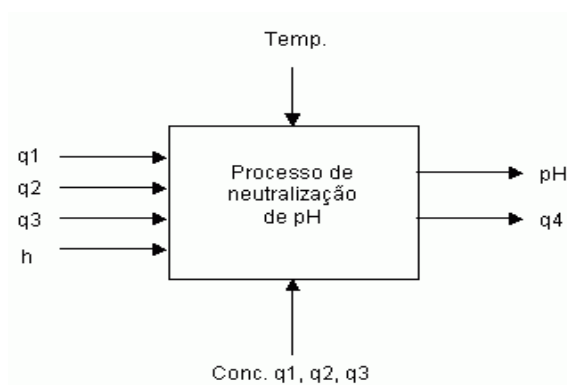 Temp.
q1
q2
q3
h
Processo de
neutralização
de pH
pH
q4
Conc. q1, q2, q3